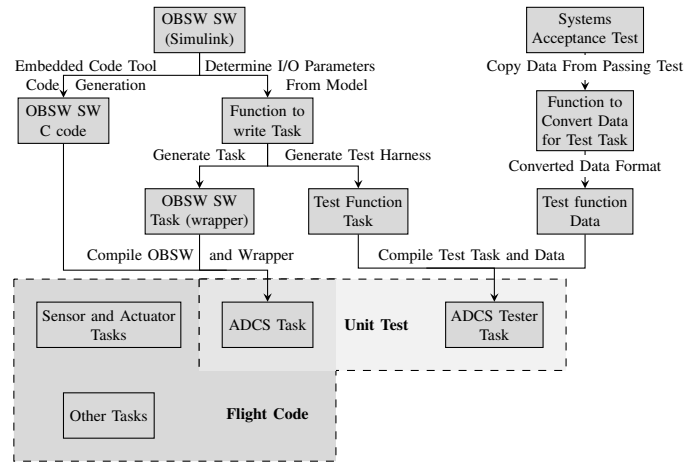 OBSW SW
(Simulink)
Systems
Acceptance Test
Embedded Code Tool
Code Generation
Determine I/O Parameters
From Model
Copy Data From Passing Test
OBSW SW
C code
Function to
write Task
Function to
Convert Data
for Test Task
Generate Task
Generate Test Harness
Converted Data Format
OBSW SW
Task (wrapper)
Test Function
Task
Test function
Data
Compile OBSW and Wrapper
Compile Test Task and Data
Sensor and Actuator
Tasks
ADCS Task
Unit Test
ADCS Tester
Task
Other Tasks
Flight Code